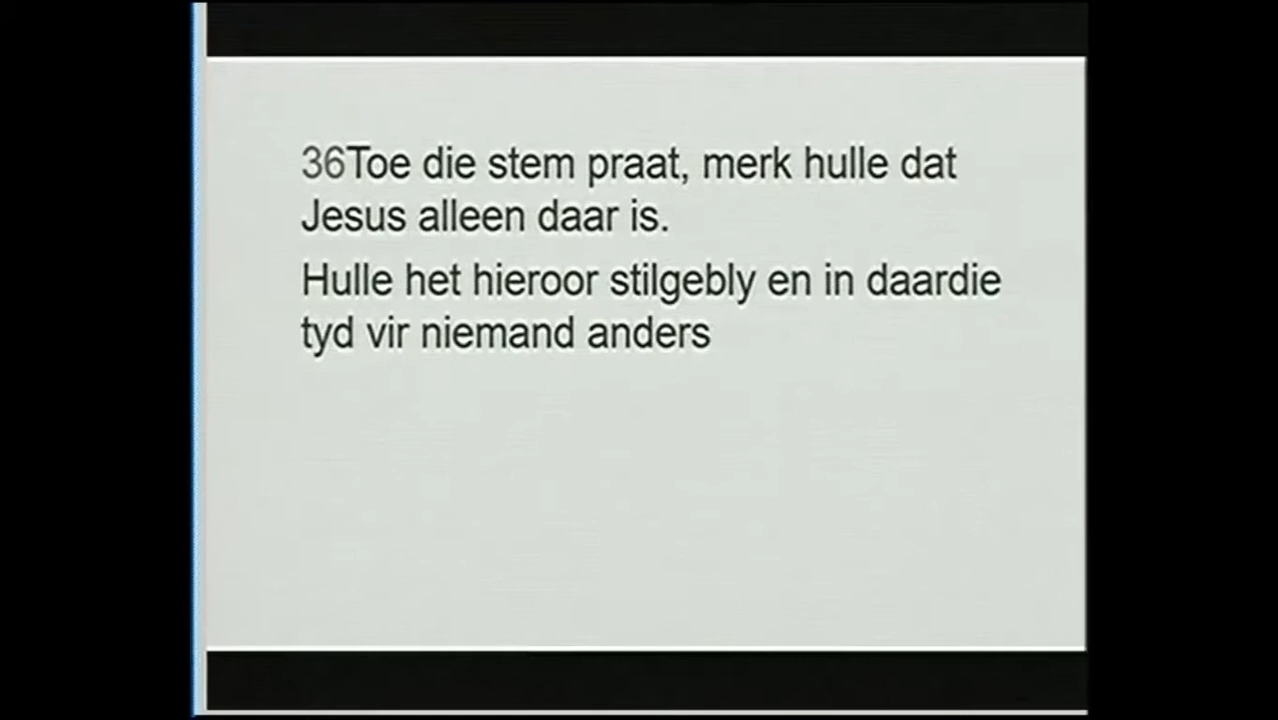 36Toe die stem praat, merk hulle dat
Jesus alleen daar is.
Hulle het hieroor stilgebly en in daardie
tyd vir niemand anders